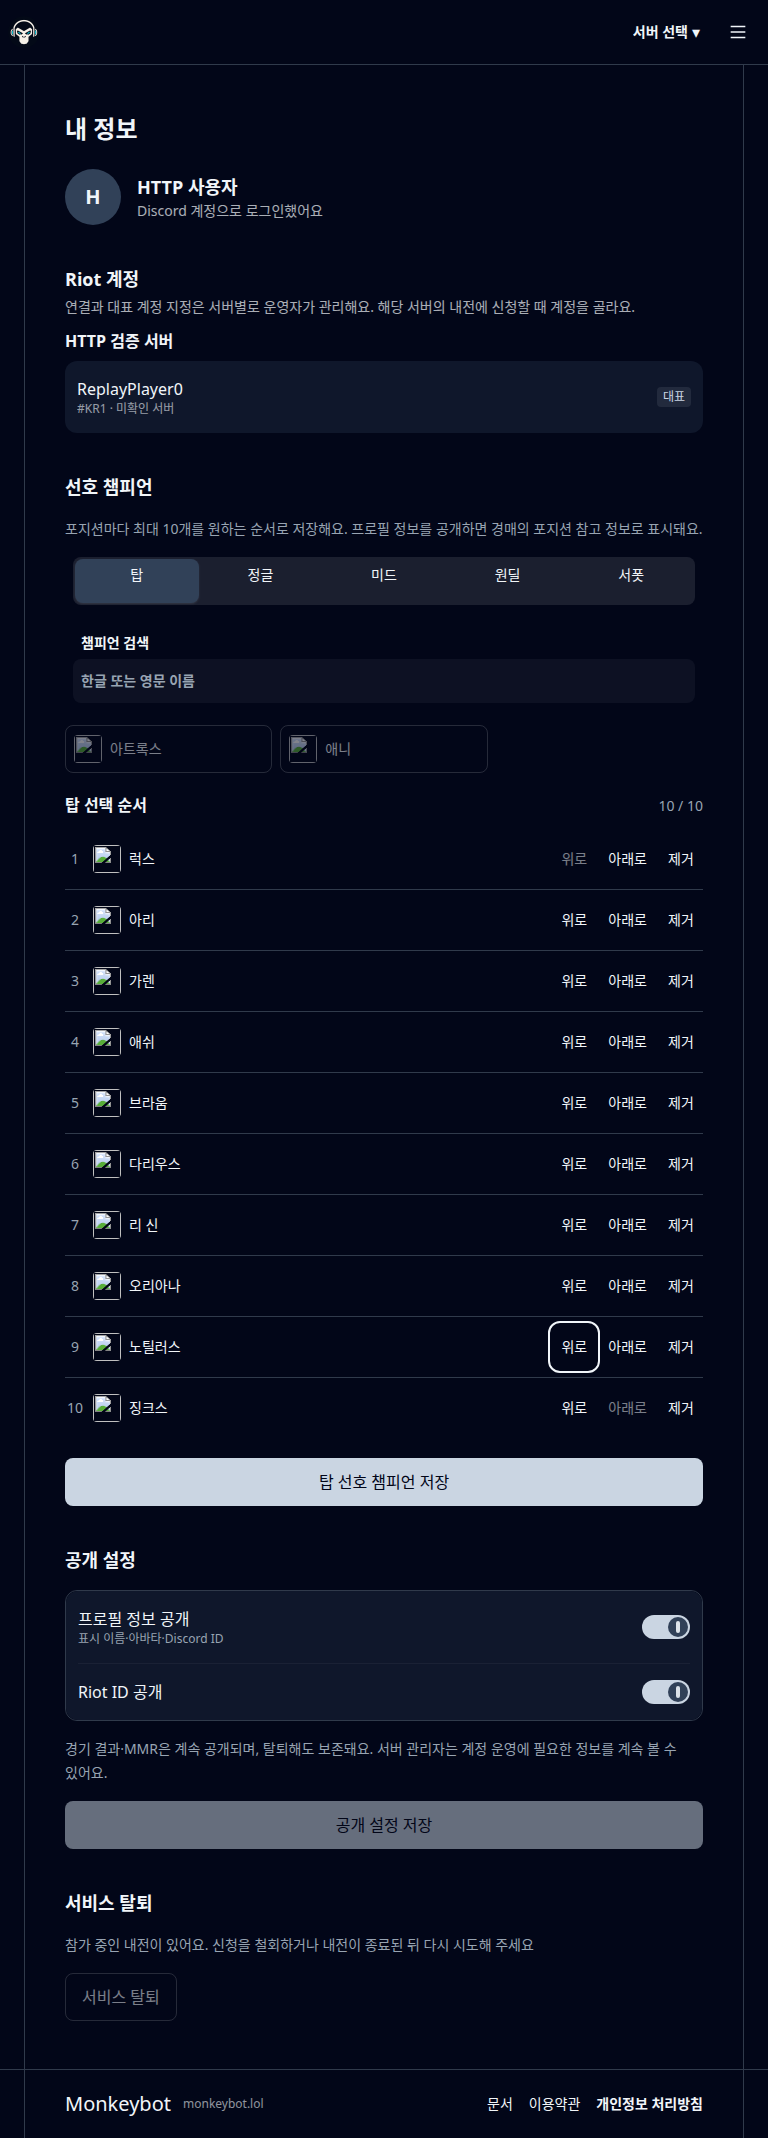 서버 선택 ▾
내 정보
H
HTTP 사용자
Discord 계정으로 로그인했어요
Riot 계정
연결과 대표 계정 지정은 서버별로 운영자가 관리해요. 해당 서버의 내전에 신청할 때 계정을 골라요.
HTTP 검증 서버
ReplayPlayer0
#KR1 · 미확인 서버
대표
선호 챔피언
포지션마다 최대 10개를 원하는 순서로 저장해요. 프로필 정보를 공개하면 경매의 포지션 참고 정보로 표시돼요.
탑 정글 미드 원딜 서폿
챔피언 검색
한글 또는 영문 이름
아트록스 애니
탑 선택 순서 10 / 10
1 럭스 위로 아래로 제거
2 아리 위로 아래로 제거
3 가렌 위로 아래로 제거
4 애쉬 위로 아래로 제거
5 브라움 위로 아래로 제거
6 다리우스 위로 아래로 제거
7 리 신 위로 아래로 제거
8 오리아나 위로 아래로 제거
9 노틸러스 위로 아래로 제거
10 징크스 위로 아래로 제거
탑 선호 챔피언 저장
공개 설정
프로필 정보 공개
표시 이름·아바타·Discord ID
Riot ID 공개
경기 결과·MMR은 계속 공개되며, 탈퇴해도 보존돼요. 서버 관리자는 계정 운영에 필요한 정보를 계속 볼 수
있어요.
공개 설정 저장
서비스 탈퇴
참가 중인 내전이 있어요. 신청을 철회하거나 내전이 종료된 뒤 다시 시도해 주세요
서비스 탈퇴
Monkeybot monkeybot.lol 문서 이용약관 개인정보 처리방침